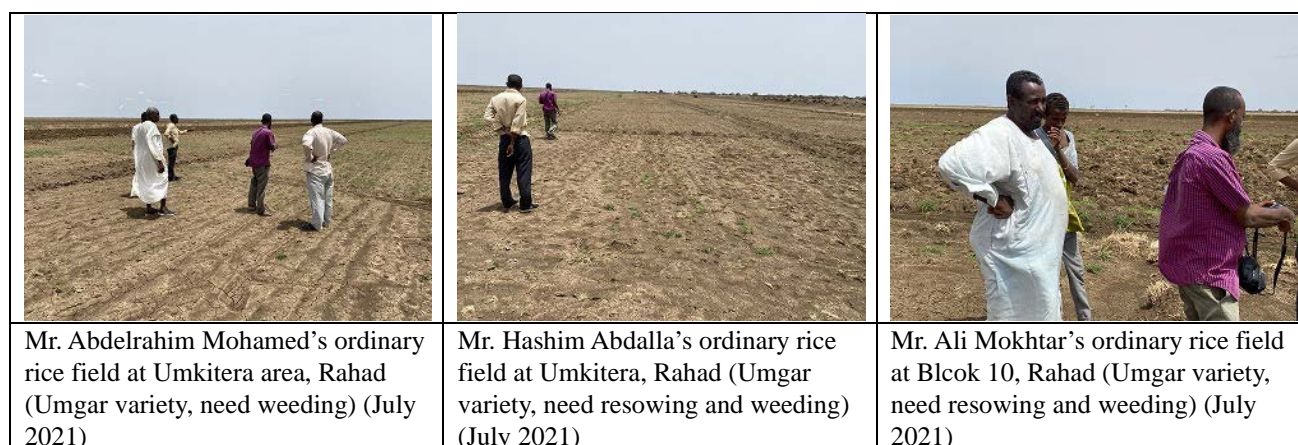 Mr. Abdelrahim Mohamed's ordinary
rice field at Umkitera area, Rahad
(Umgar variety, need weeding) (July
2021)
Mr. Hashim Abdalla's ordinary rice
field at Umkitera, Rahad (Umgar
variety, need resowing and weeding)
(July 2021)
Mr. Ali Mokhtar's ordinary rice field
at Blcok 10, Rahad (Umgar variety,
need resowing and weeding) (July
2021)